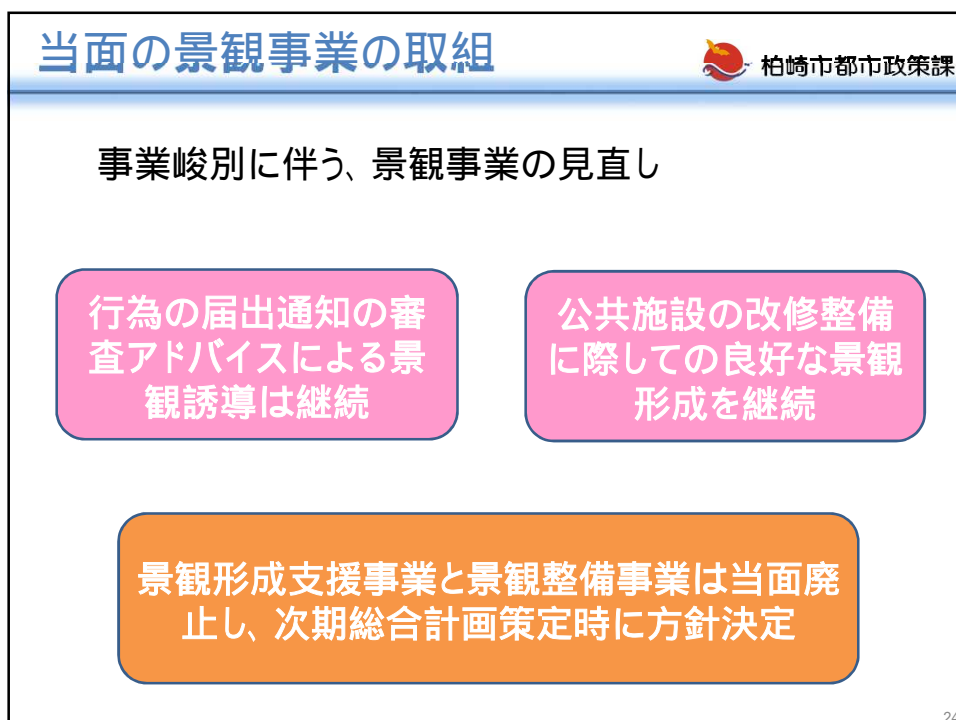 当面の景観事業の取組
柏崎市都市政策課
事業峻別に伴う、景観事業の見直し
行為の届出通知の審
査アドバイスによる景
観誘導は継続
公共施設の改修整備
に際しての良好な景観
形成を継続
景観形成支援事業と景観整備事業は当面廃
止し、次期総合計画策定時に方針決定